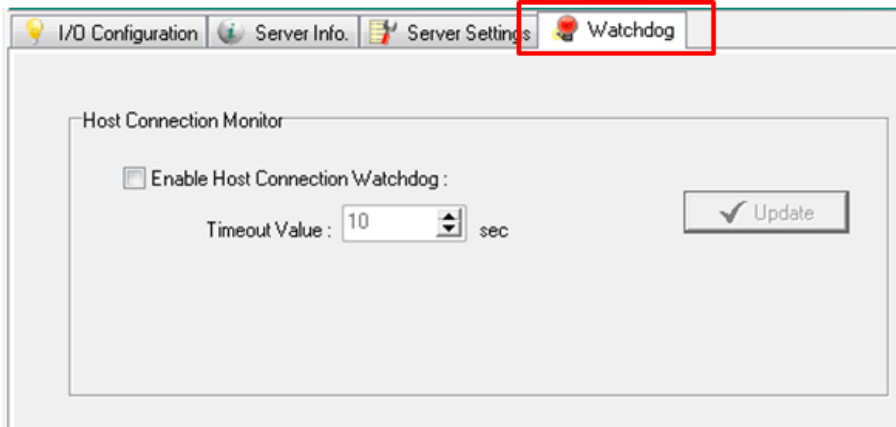 I/O Configuration Server Info. Server Settings Watchdog
Host Connection Monitor
Enable Host Connection Watchdog :
Timeout Value : 10 sec
Update